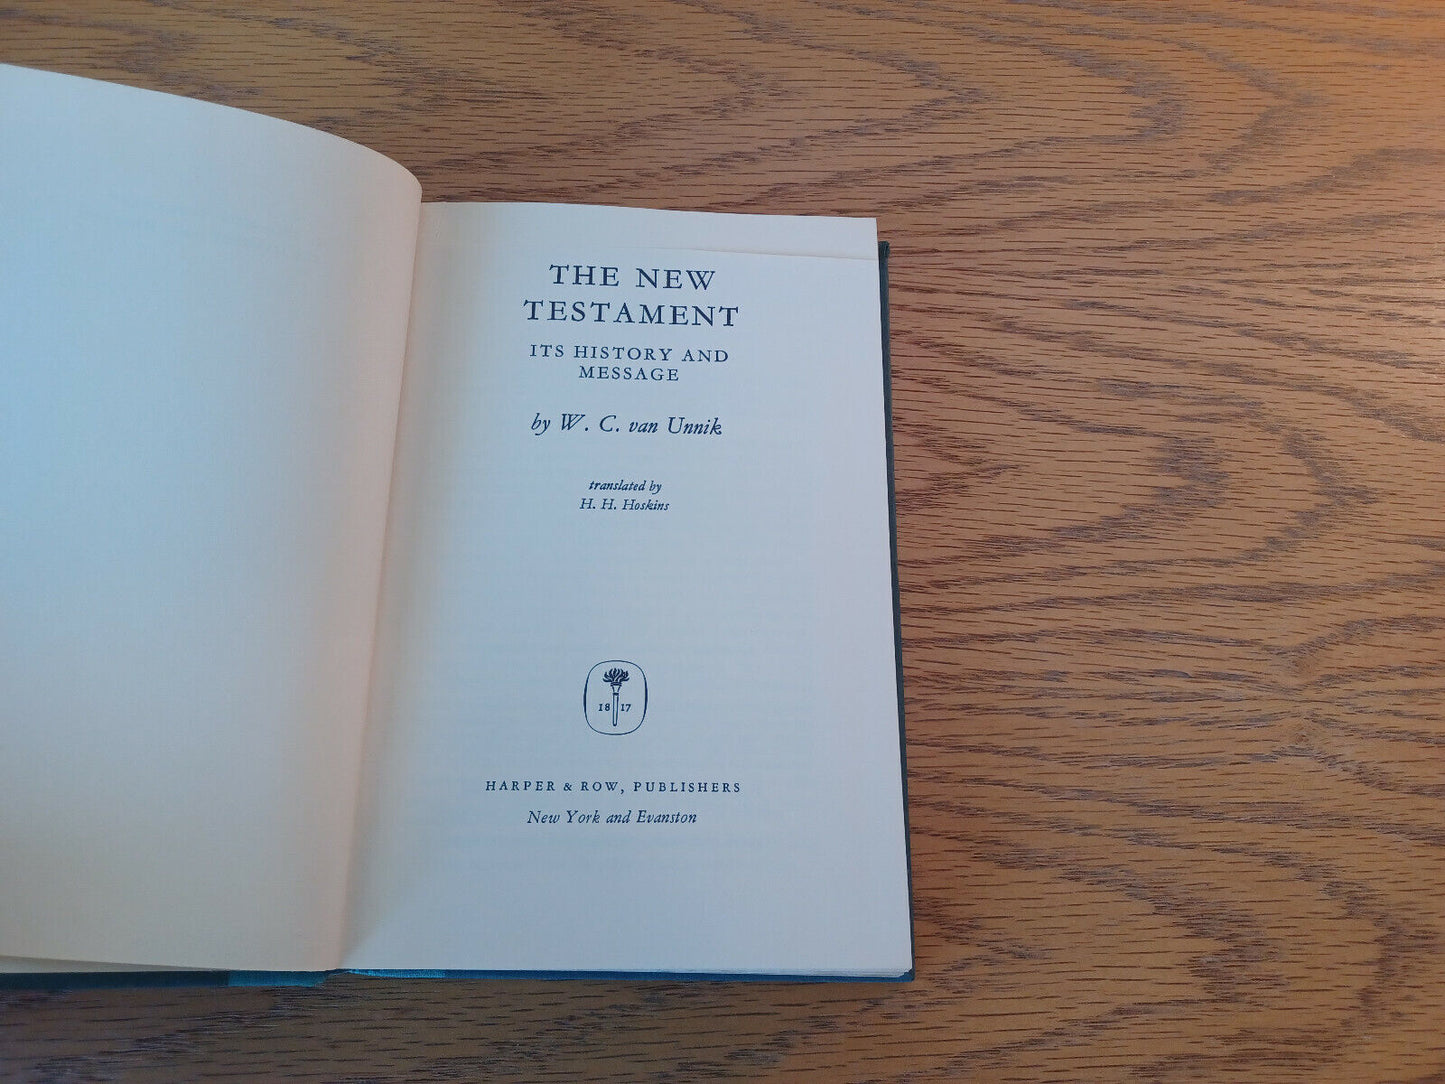 THE NEW
TESTAMENT
ITS HISTORY AND
MESSAGE
by W. C. van Unnik
translated by
H. H. Hoskins
18 17
HARPER & ROW, PUBLISHERS
New York and Evanston